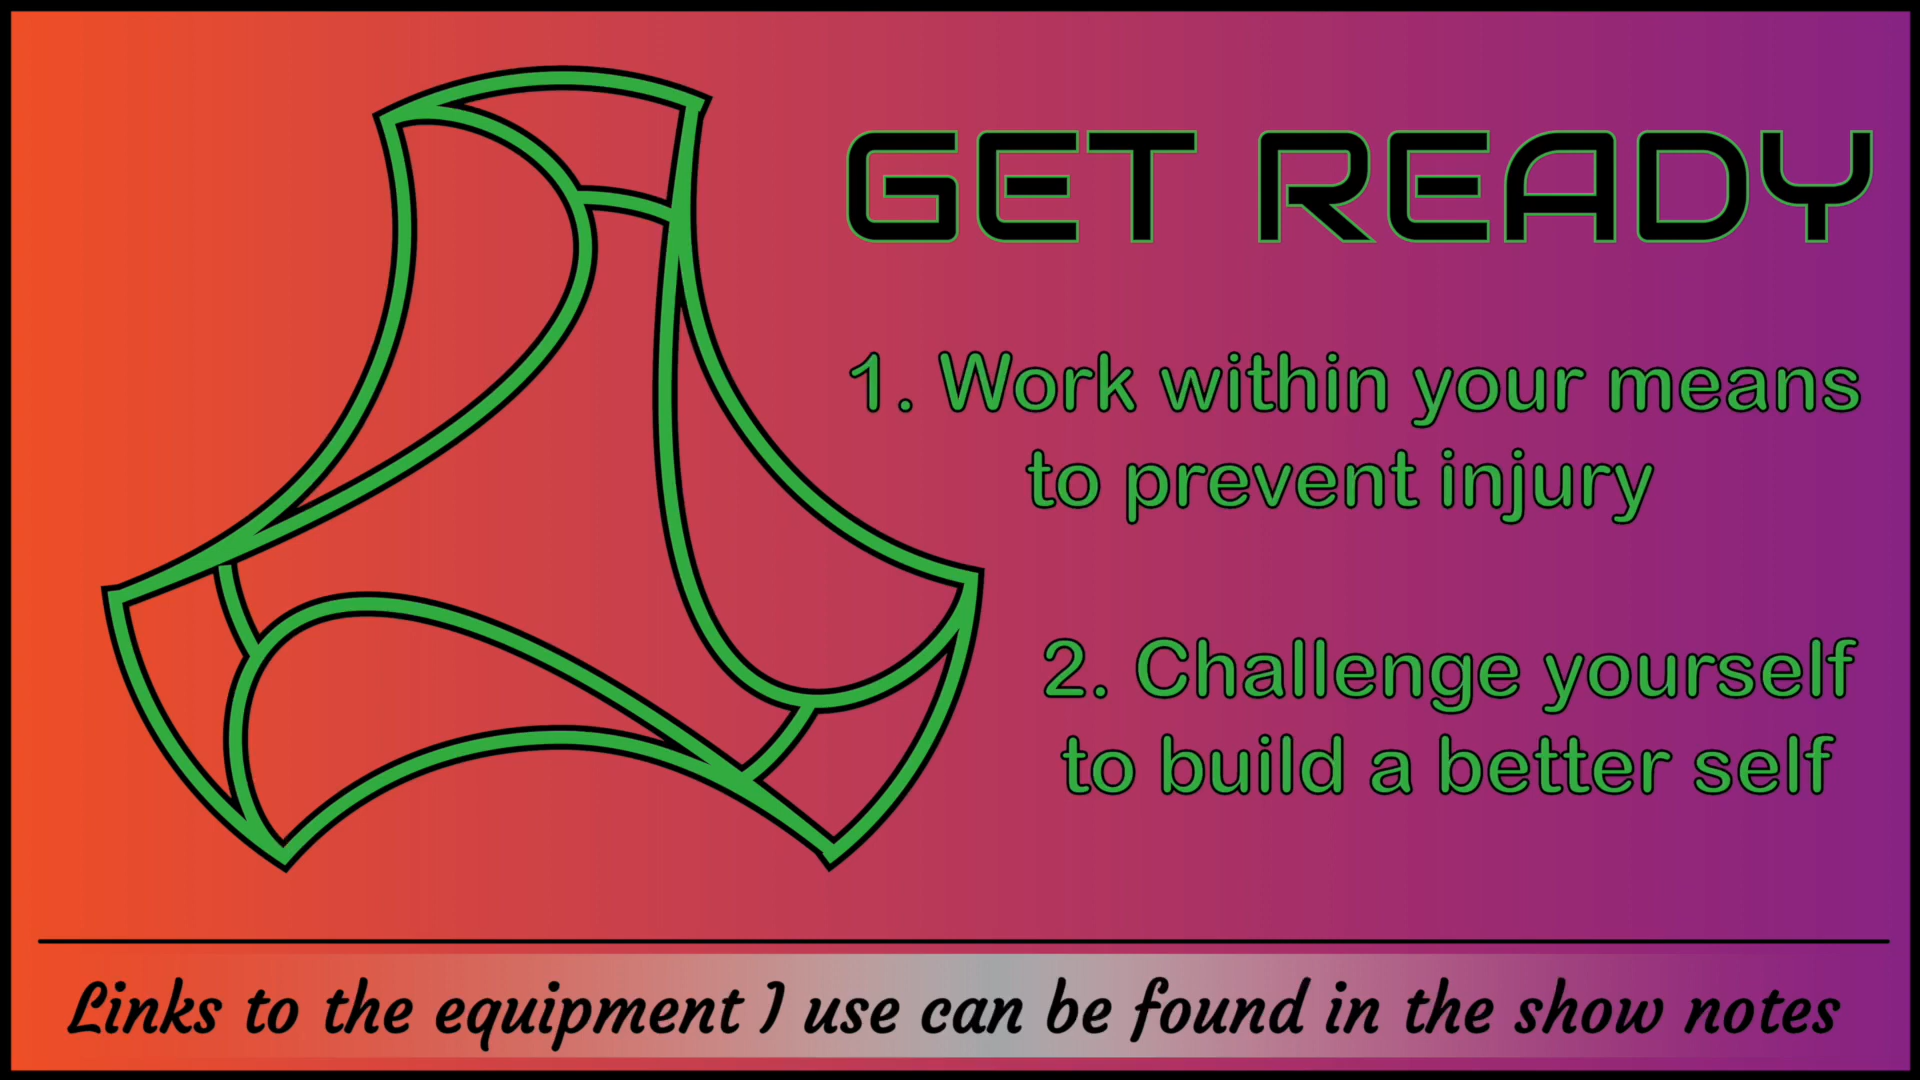 GET READY
1. Work within your means
to prevent injury
2. Challenge yourself
to build a better self
Links to the equipment I use can be found in the show notes